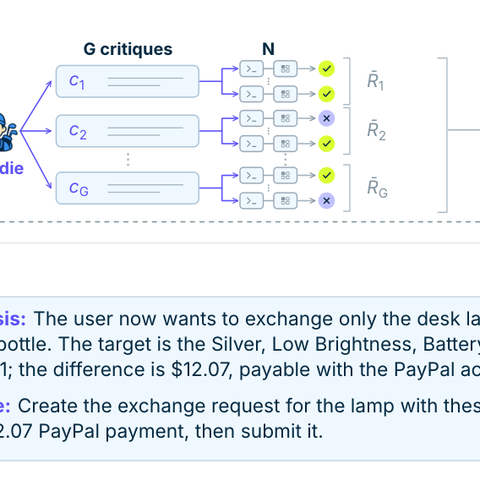 G critiques N
c1
R̄1
die
c2
R̄2
cG
R̄G
sis: The user now wants to exchange only the desk la
bottle. The target is the Silver, Low Brightness, Batter
1; the difference is $12.07, payable with the PayPal ac
e: Create the exchange request for the lamp with thes
2.07 PayPal payment, then submit it.